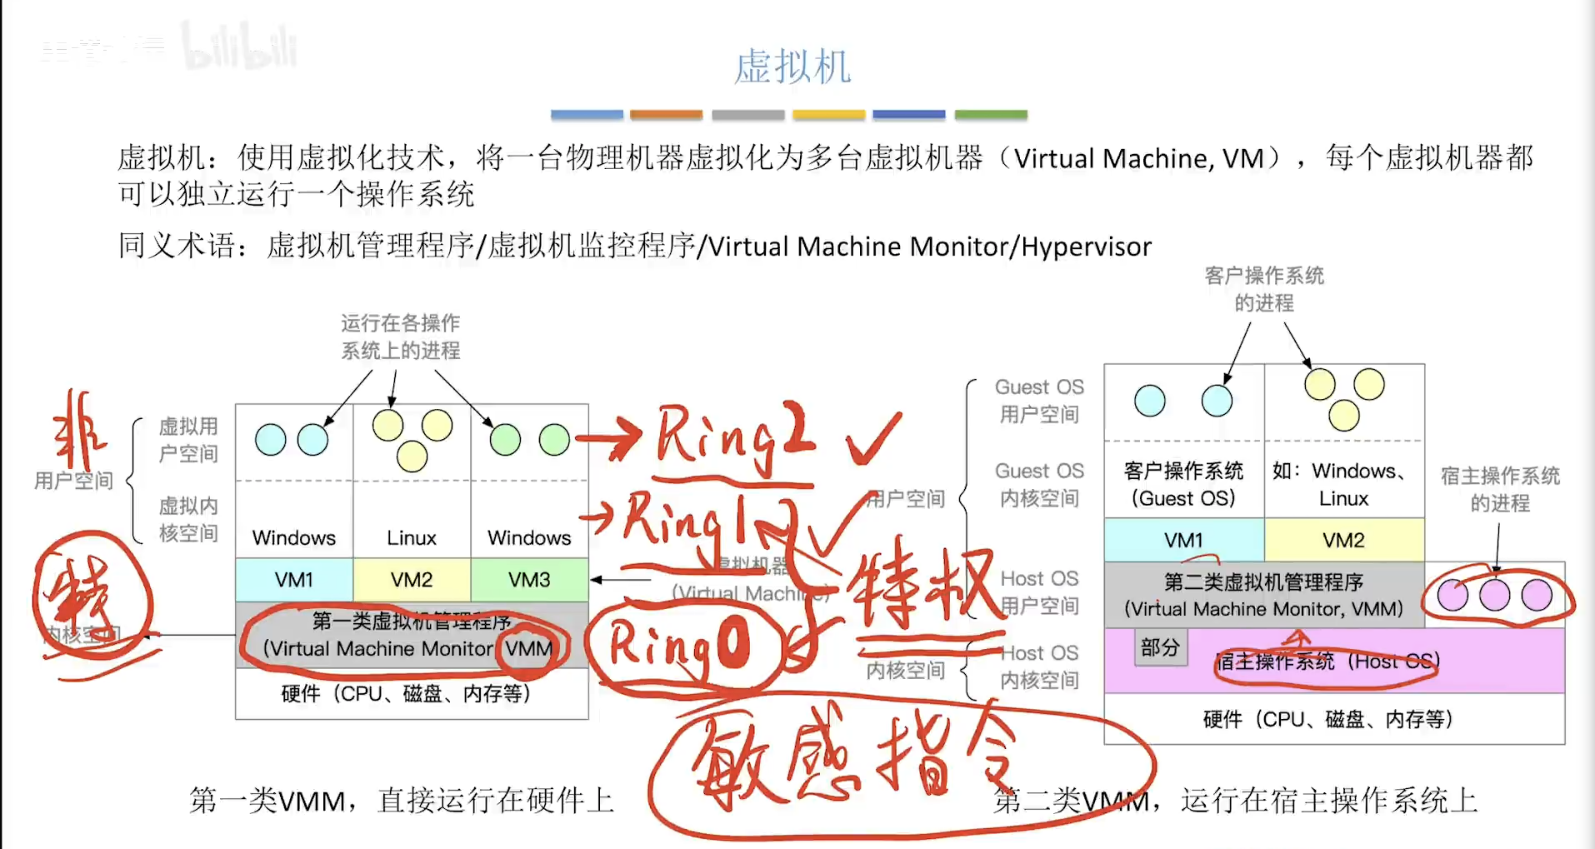 bilibili
虚拟机
虚拟机：使用虚拟化技术，将一台物理机器虚拟化为多台虚拟机器（Virtual Machine, VM），每个虚拟机器都
可以独立运行一个操作系统
同义术语：虚拟机管理程序/虚拟机监控程序/Virtual Machine Monitor/Hypervisor
运行在各操作
系统上的进程
非
用户空间
虚拟用
户空间
虚拟内
核空间
特
内核空间
Windows
Linux
Windows
VM1
VM2
VM3
虚拟机器
(Virtual Machine)
第一类虚拟机管理程序
(Virtual Machine Monitor, VMM)
硬件（CPU、磁盘、内存等）
第一类VMM，直接运行在硬件上
Ring2
Ring1
Ring0
特权
敏感指令
客户操作系统
的进程
用户空间
Guest OS
用户空间
Guest OS
内核空间
Host OS
用户空间
内核空间
Host OS
内核空间
客户操作系统
（Guest OS）
如：Windows、
Linux
VM1
VM2
宿主操作系统
的进程
第二类虚拟机管理程序
(Virtual Machine Monitor, VMM)
部分
宿主操作系统（Host OS）
硬件（CPU、磁盘、内存等）
第二类VMM，运行在宿主操作系统上